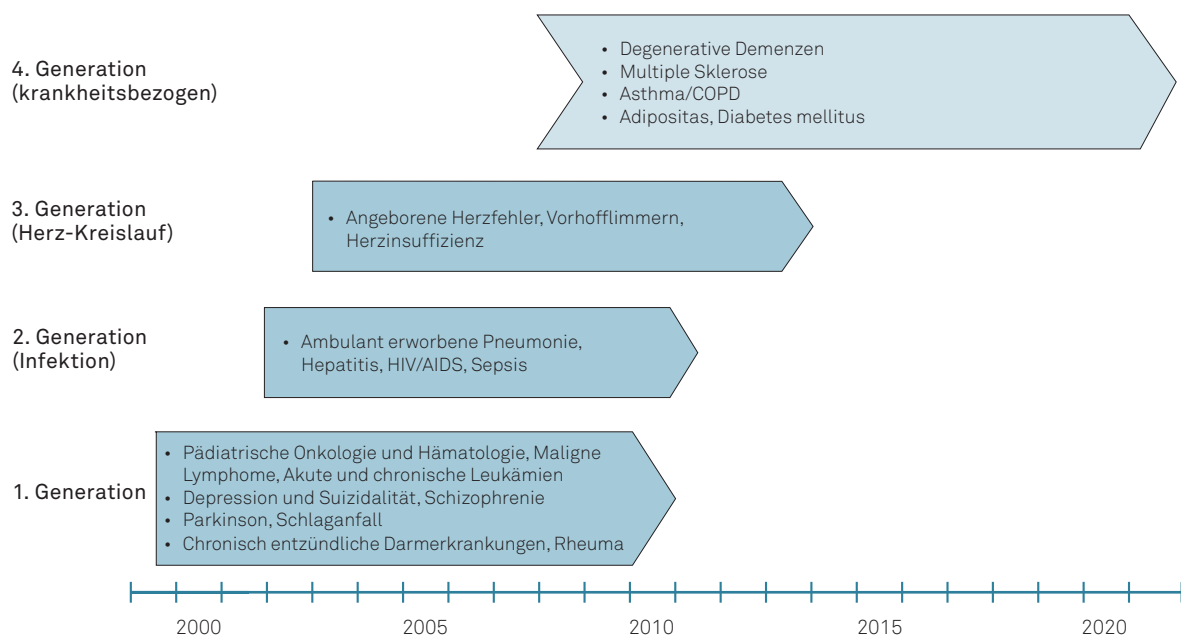 4. Generation
(krankheitsbezogen)
• Degenerative Demenzen
• Multiple Sklerose
• Asthma/COPD
• Adipositas, Diabetes mellitus
3. Generation
(Herz-Kreislauf)
• Angeborene Herzfehler, Vorhofflimmern,
Herzinsuffizienz
2. Generation
(Infektion)
• Ambulant erworbene Pneumonie,
Hepatitis, HIV/AIDS, Sepsis
1. Generation
• Pädiatrische Onkologie und Hämatologie, Maligne
Lymphome, Akute und chronische Leukämien
• Depression und Suizidalität, Schizophrenie
• Parkinson, Schlaganfall
• Chronisch entzündliche Darmerkrankungen, Rheuma
2000 2005 2010 2015 2020